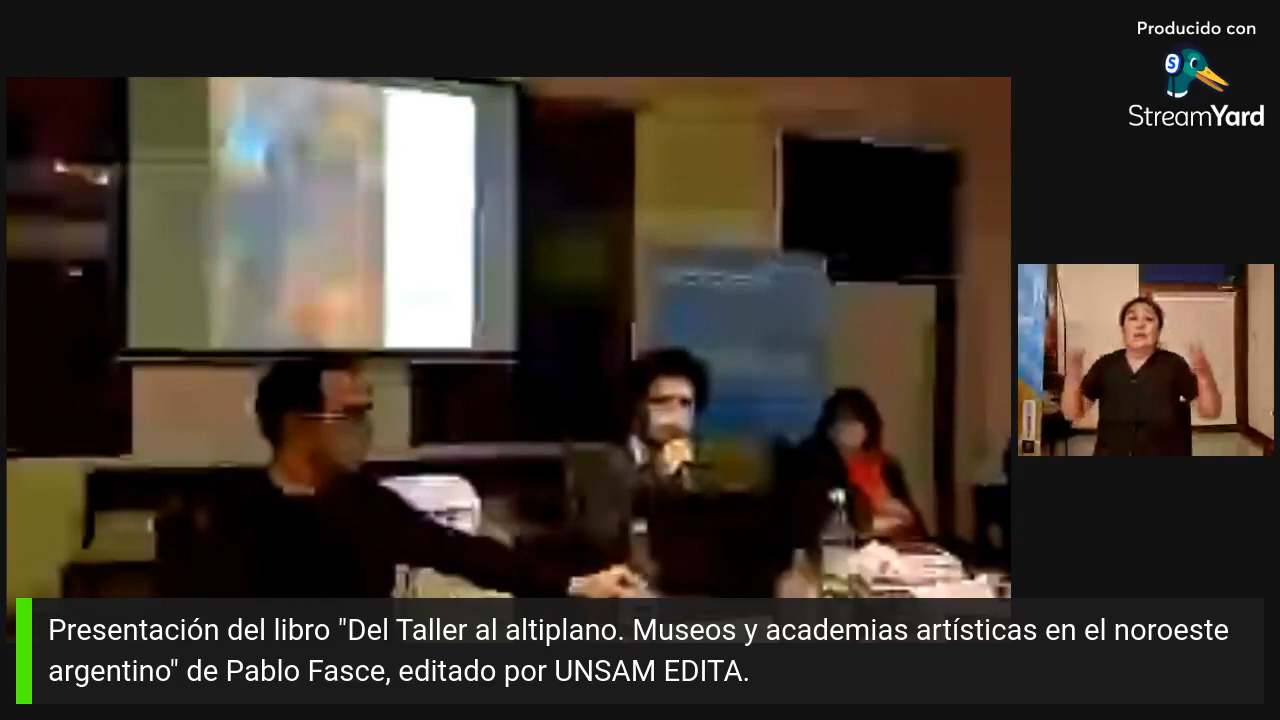 Producido con
StreamYard
Presentación del libro "Del Taller al altiplano. Museos y academias artísticas en el noroeste
argentino" de Pablo Fasce, editado por UNSAM EDITA.